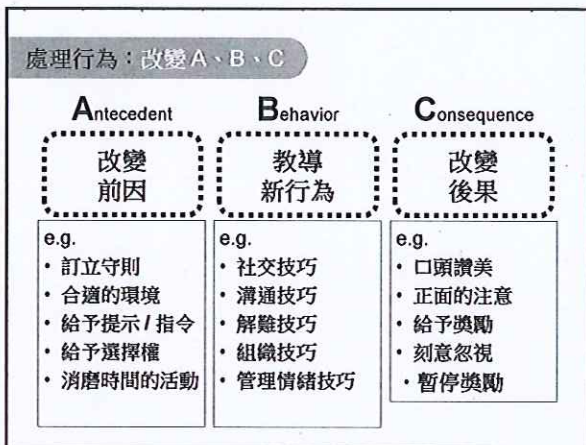 處理行為：改變A、B、C
Antecedent
改變
前因
e.g.
· 訂立守則
· 合適的環境
· 給予提示 / 指令
· 給予選擇權
· 消磨時間的活動
Behavior
教導
新行為
e.g.
· 社交技巧
· 溝通技巧
· 解難技巧
· 組織技巧
· 管理情緒技巧
Consequence
改變
後果
e.g.
· 口頭讚美
· 正面的注意
· 給予獎勵
· 刻意忽視
· 暫停獎勵